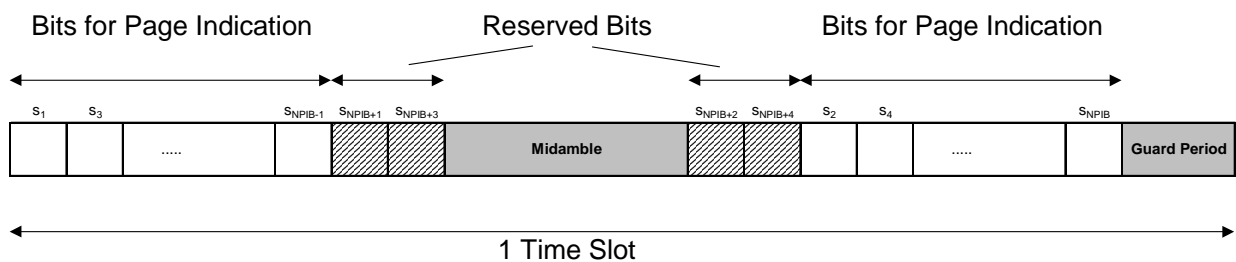 Bits for Page Indication Reserved Bits Bits for Page Indication
s1 s3 sNPIB-1 sNPIB+1 sNPIB+3 sNPIB+2 sNPIB+4 s2 s4 sNPIB
..... Midamble ..... Guard Period
1 Time Slot